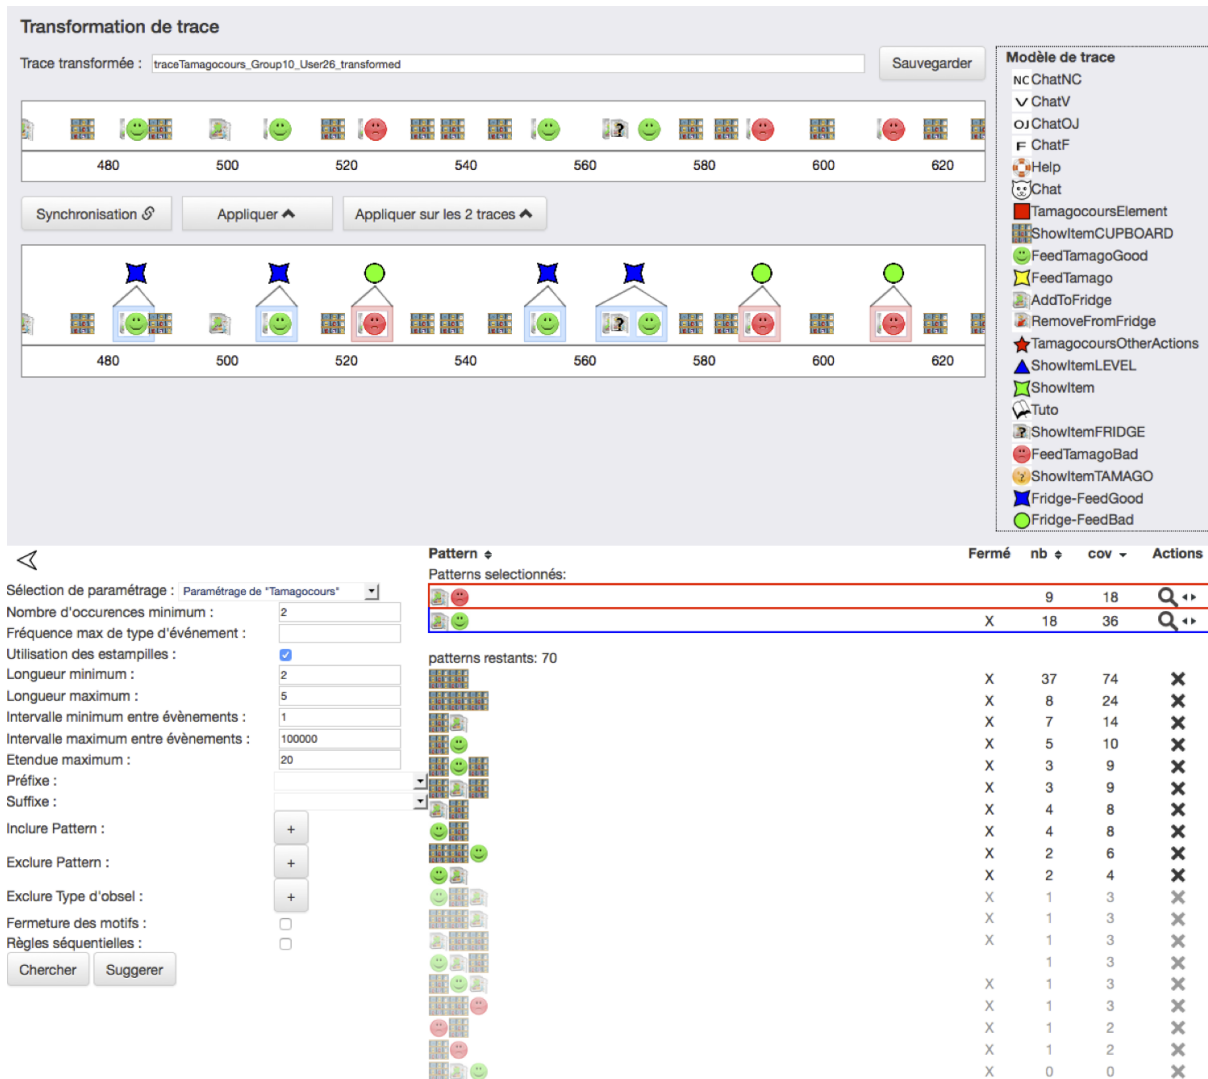 Transformation de trace
Trace transformée : traceTamagocours_Group10_User26_transformed Sauvegarder
480 500 520 540 560 580 600 620
Synchronisation Appliquer Appliquer sur les 2 traces
480 500 520 540 560 580 600 620
Modèle de trace
NC ChatNC
V ChatV
OJ ChatOJ
F ChatF
Help
Chat
TamagocoursElement
ShowItemCUPBOARD
FeedTamagoGood
FeedTamago
AddToFridge
RemoveFromFridge
TamagocoursOtherActions
ShowItemLEVEL
ShowItem
Tuto
ShowItemFRIDGE
FeedTamagoBad
ShowItemTAMAGO
Fridge-FeedGood
Fridge-FeedBad
Sélection de paramétrage : Paramétrage de "Tamagocours"
Nombre d'occurences minimum : 2
Fréquence max de type d'événement :
Utilisation des estampilles :
Longueur minimum : 2
Longueur maximum : 5
Intervalle minimum entre évènements : 1
Intervalle maximum entre évènements : 100000
Etendue maximum : 20
Préfixe :
Suffixe :
Inclure Pattern : +
Exclure Pattern : +
Exclure Type d'obsel : +
Fermeture des motifs :
Règles séquentielles :
Chercher Suggerer
Pattern Fermé nb cov Actions
Patterns selectionnés:
9 18
X 18 36
patterns restants: 70
X 37 74
X 8 24
X 7 14
X 5 10
X 3 9
X 3 9
X 4 8
X 4 8
X 2 6
X 2 4
X 1 3
X 1 3
X 1 3
1 3
X 1 3
X 1 3
X 1 2
X 1 2
X 0 0